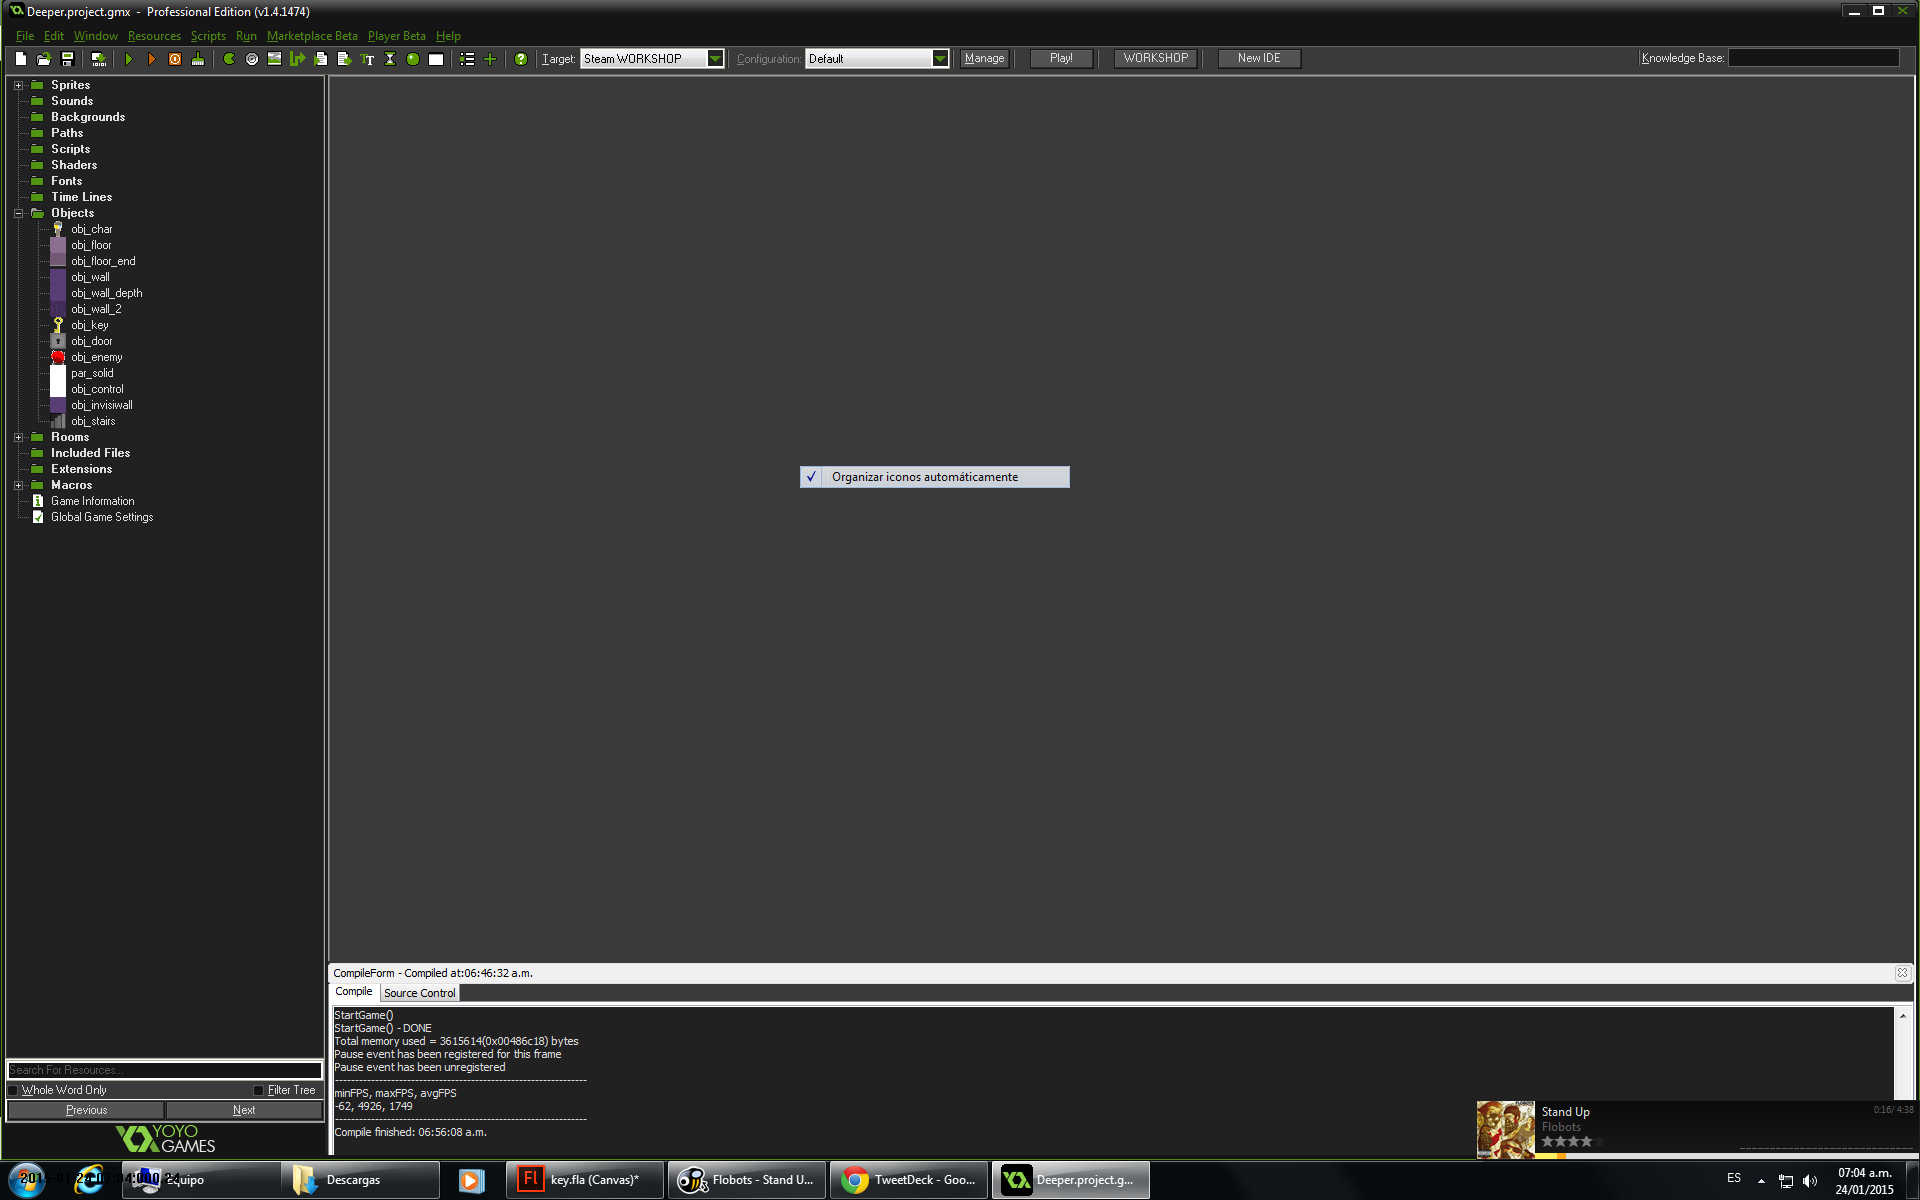 Deeper.project.gmx - Professional Edition (v1.4.1474)
File Edit Window Resources Scripts Run Marketplace Beta Player Beta Help
Target: Steam WORKSHOP Configuration: Default Manage Play! WORKSHOP New IDE Knowledge Base:
Sprites
Sounds
Backgrounds
Paths
Scripts
Shaders
Fonts
Time Lines
Objects
obj_char
obj_floor
obj_floor_end
obj_wall
obj_wall_depth
obj_wall_2
obj_key
obj_door
obj_enemy
par_solid
obj_control
obj_invisiwall
obj_stairs
Rooms
Included Files
Extensions
Macros
Game Information
Global Game Settings
Organizar iconos automáticamente
Search For Resources...
Whole Word Only Filter Tree
Previous Next
YOYO
GAMES
CompileForm - Compiled at:06:46:32 a.m.
Compile Source Control
StartGame()
StartGame() - DONE
Total memory used = 3615614(0x00486c18) bytes
Pause event has been registered for this frame
Pause event has been unregistered
minFPS, maxFPS, avgFPS
-62, 4926, 1749
Compile finished: 06:56:08 a.m.
Stand Up 0:16/ 4:38
Flobots
Equipo Descargas key.fla (Canvas)* Flobots - Stand U... TweetDeck - Goo... Deeper.project.g... ES 07:04 a.m.
24/01/2015